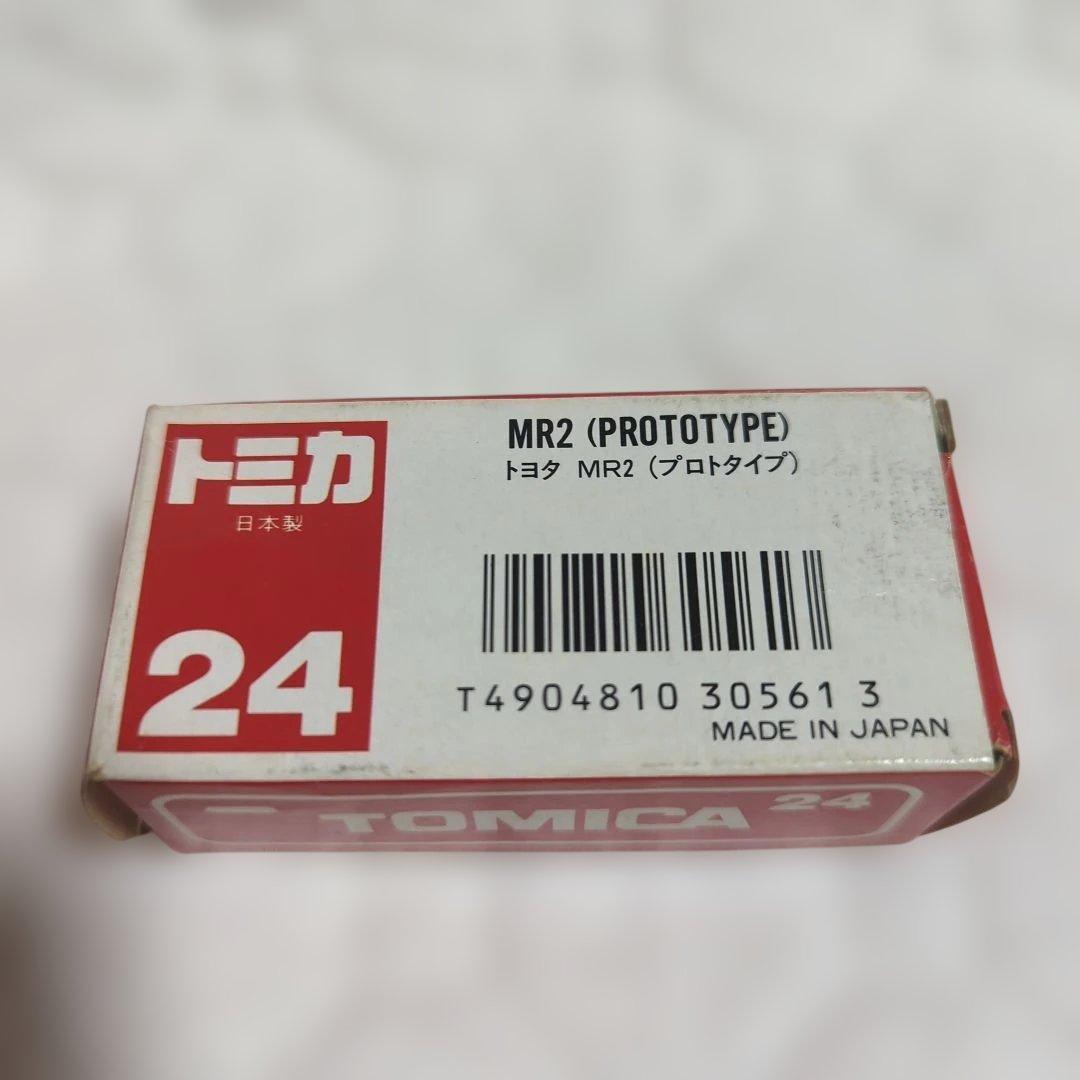 トミカ
日本製
24
MR2 (PROTOTYPE)
トヨタ MR2 (プロトタイプ)
T4904810 30561 3
MADE IN JAPAN
TOMICA 24